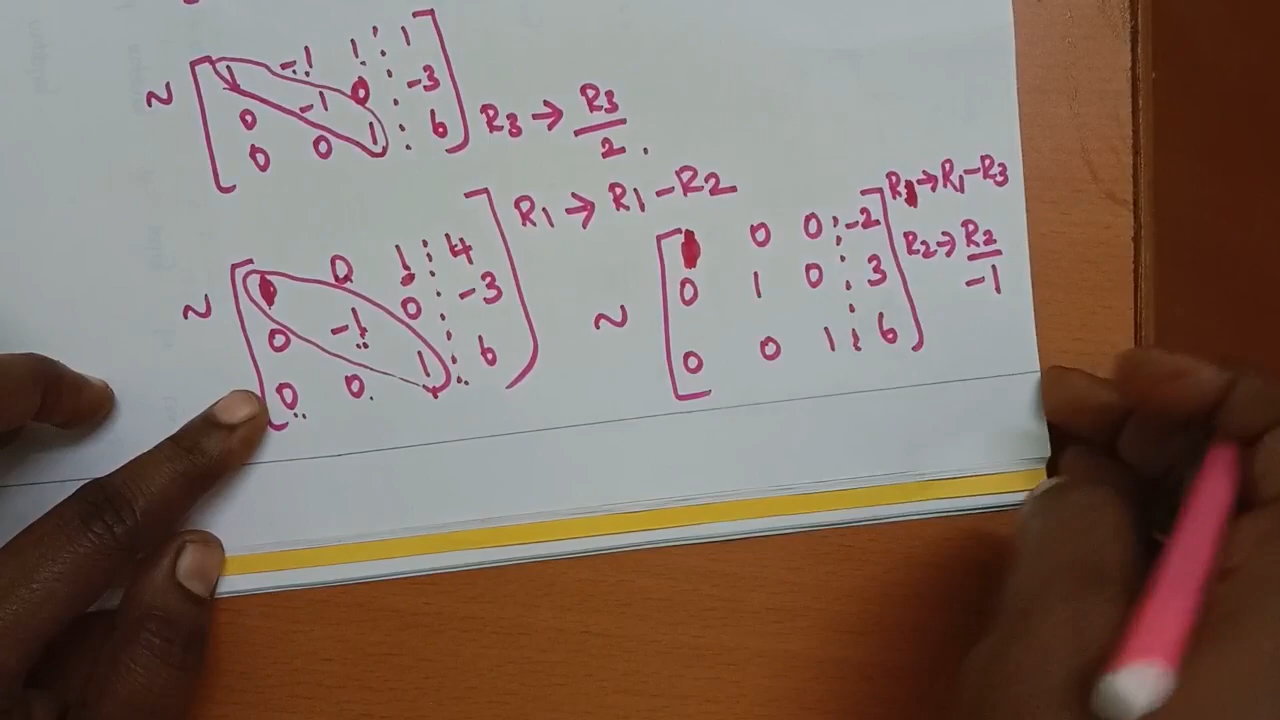 1 -1 1 : 1
~ 0 -1 0 : -3
0 0 1 : 6 R3 → R3/2.
R1 → R1 - R2
0 1 : 4
~ 0 -1 0 : -3
0 0 1 : 6
R1 → R1 - R3
1 0 0 : -2
R2 → R2/-1
~ 0 1 0 : 3
0 0 1 : 6